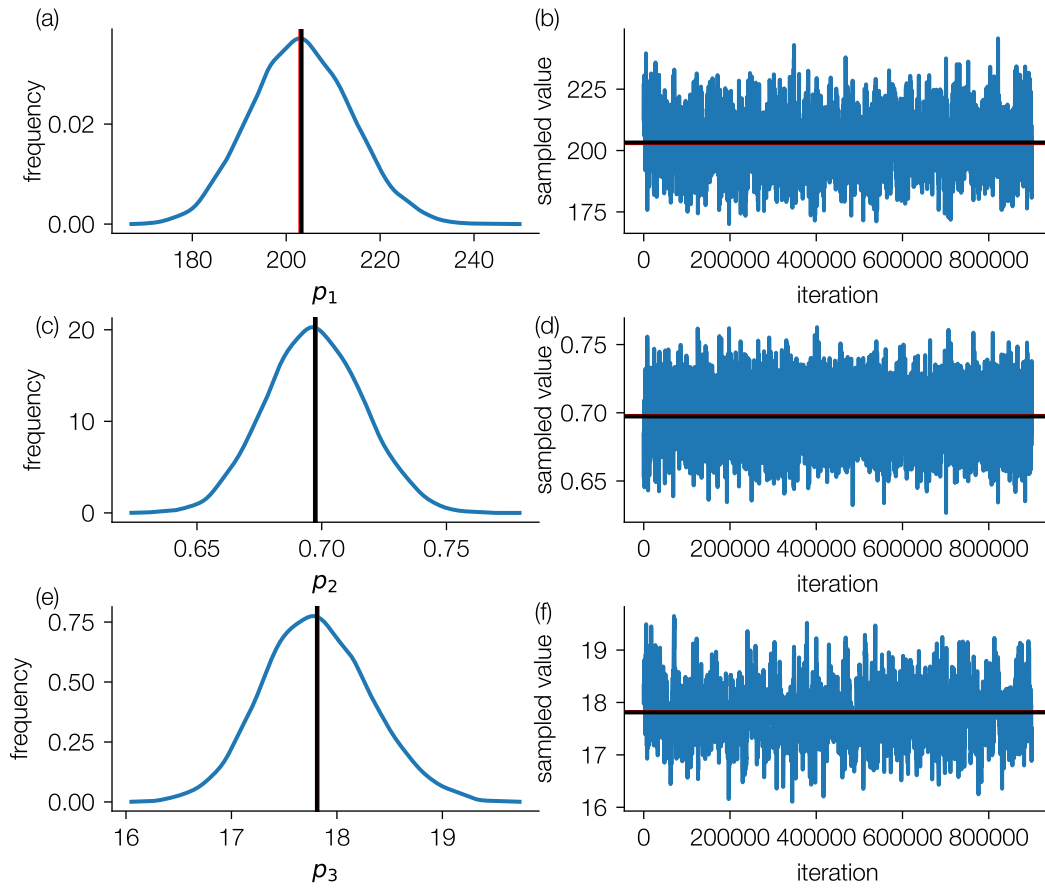 (a)
frequency
0.02
0.00
180 200 220 240
p1
(b)
sampled value
225
200
175
0 200000 400000 600000 800000
iteration
(c)
frequency
20
10
0
0.65 0.70 0.75
p2
(d)
sampled value
0.75
0.70
0.65
0 200000 400000 600000 800000
iteration
(e)
frequency
0.75
0.50
0.25
0.00
16 17 18 19
p3
(f)
sampled value
19
18
17
16
0 200000 400000 600000 800000
iteration